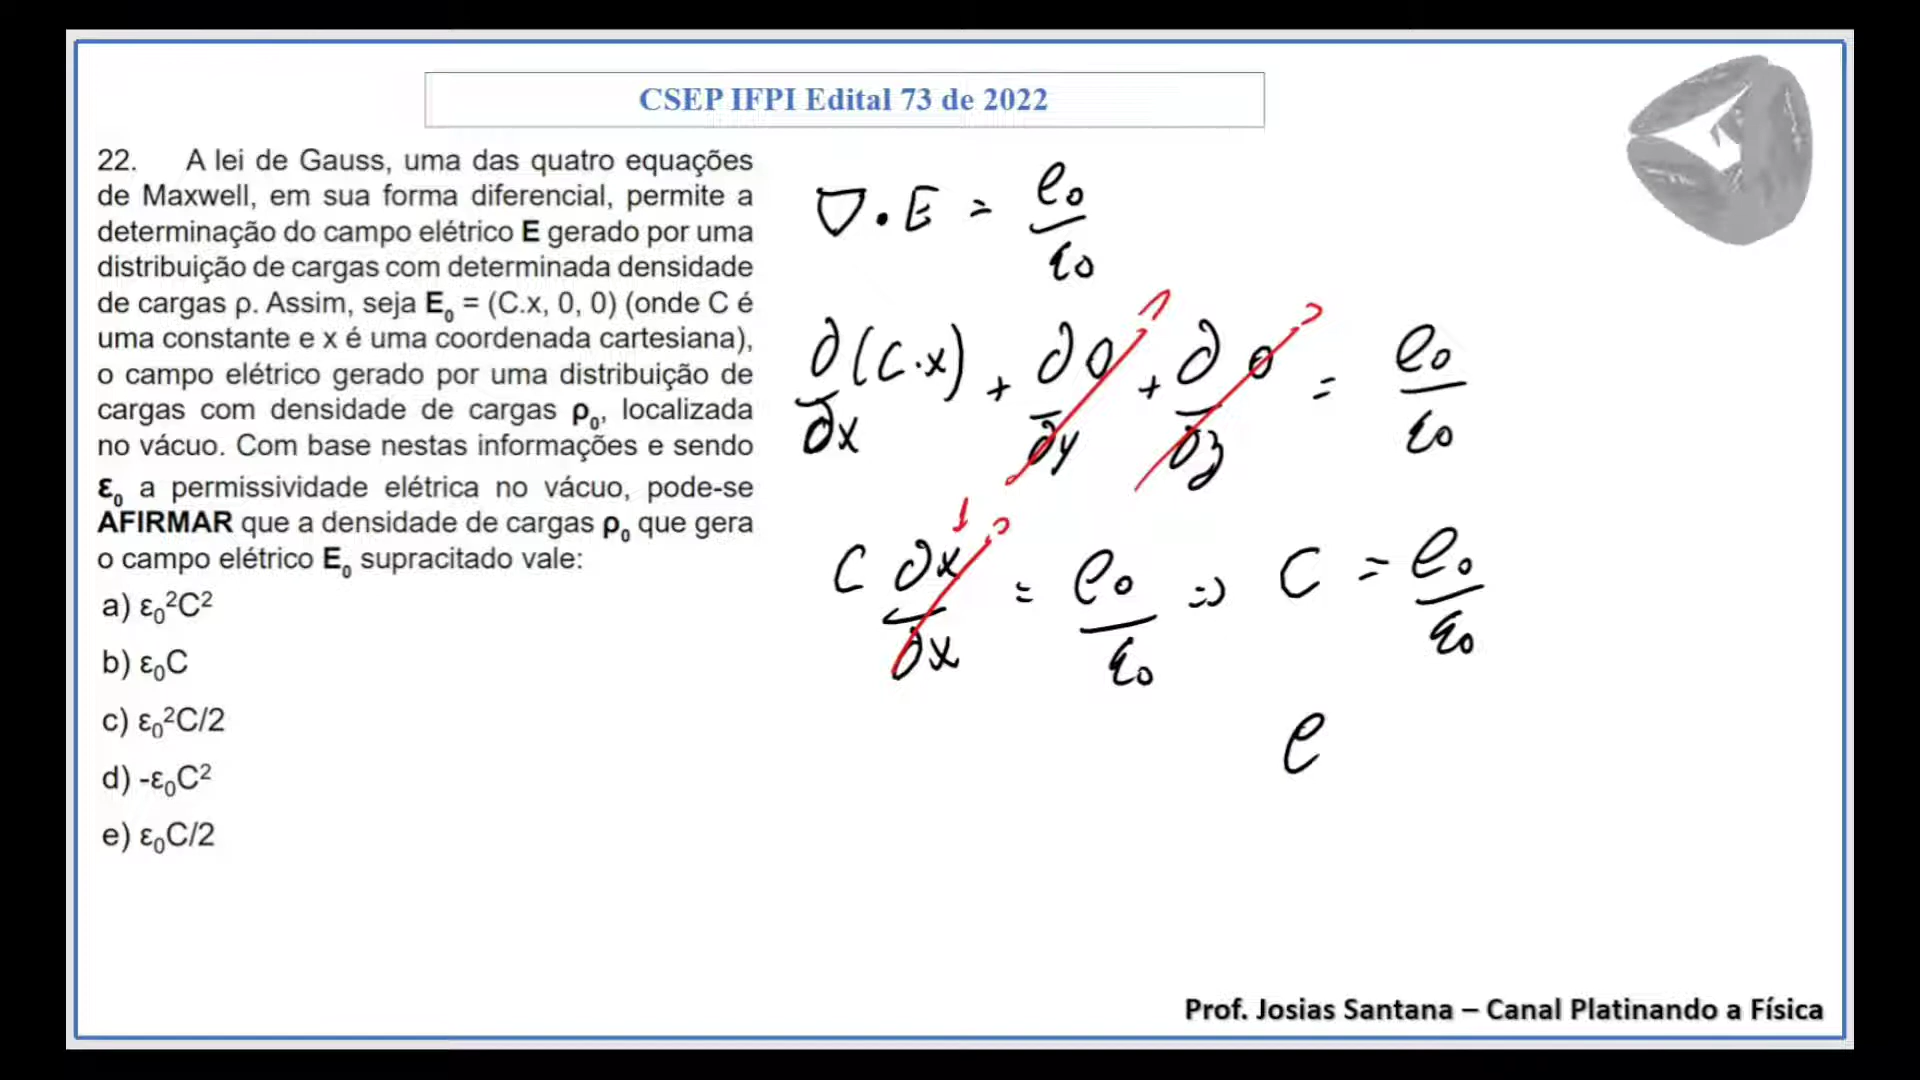 CSEP IFPI Edital 73 de 2022
22. A lei de Gauss, uma das quatro equações
de Maxwell, em sua forma diferencial, permite a
determinação do campo elétrico E gerado por uma
distribuição de cargas com determinada densidade
de cargas ρ. Assim, seja E₀ = (C.x, 0, 0) (onde C é
uma constante e x é uma coordenada cartesiana),
o campo elétrico gerado por uma distribuição de
cargas com densidade de cargas ρ₀, localizada
no vácuo. Com base nestas informações e sendo
ε₀ a permissividade elétrica no vácuo, pode-se
AFIRMAR que a densidade de cargas ρ₀ que gera
o campo elétrico E₀ supracitado vale:
a) ε₀²C²
b) ε₀C
c) ε₀²C/2
d) -ε₀C²
e) ε₀C/2
∇·E = ρ₀/ε₀
∂(C·x)/∂x + ∂0/∂y + ∂0/∂z = ρ₀/ε₀
C ∂x/∂x = ρ₀/ε₀ => C = ρ₀/ε₀
1
ρ
Prof. Josias Santana – Canal Platinando a Física